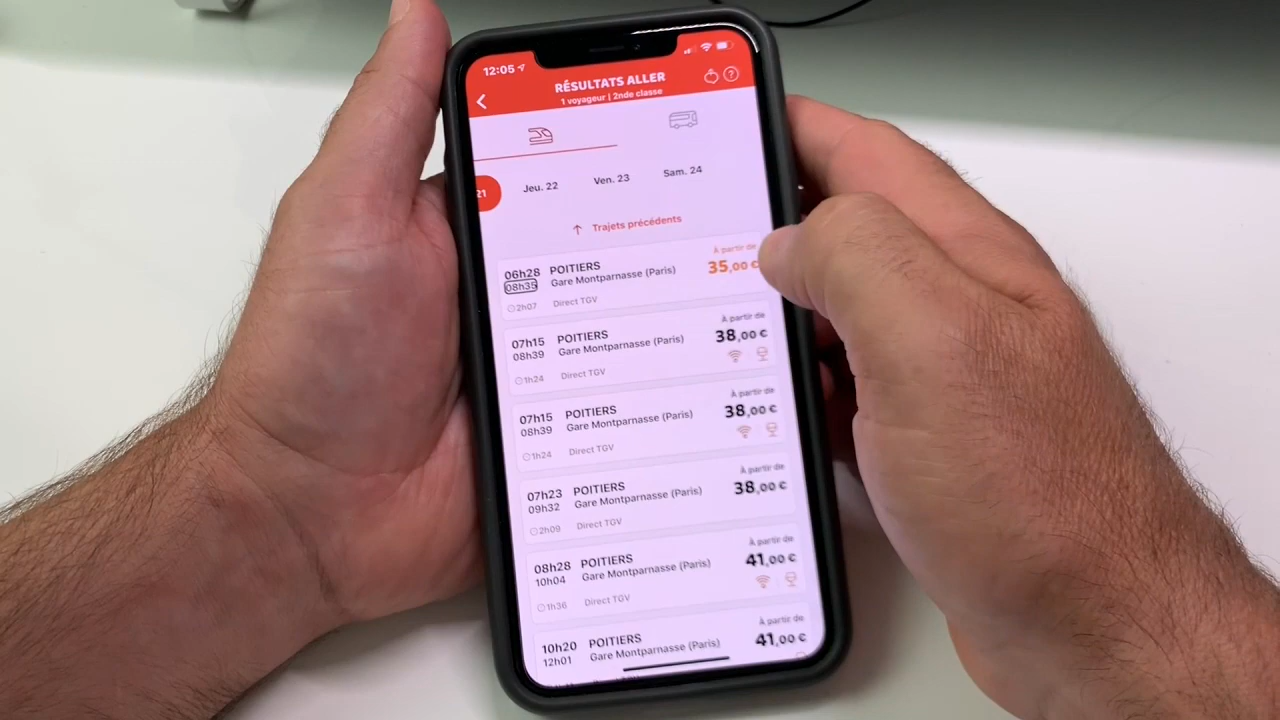 12:05
RÉSULTATS ALLER
1 voyageur | 2nde classe
?
21
Jeu. 22
Ven. 23
Sam. 24
↑ Trajets précédents
À partir de
06h28 POITIERS 35,00 €
08h35 Gare Montparnasse (Paris)
2h07 Direct TGV
À partir de
07h15 POITIERS 38,00 €
08h39 Gare Montparnasse (Paris)
1h24 Direct TGV
À partir de
07h15 POITIERS 38,00 €
08h39 Gare Montparnasse (Paris)
1h24 Direct TGV
À partir de
07h23 POITIERS 38,00 €
09h32 Gare Montparnasse (Paris)
2h09 Direct TGV
À partir de
08h28 POITIERS 41,00 €
10h04 Gare Montparnasse (Paris)
1h36 Direct TGV
À partir de
10h20 POITIERS 41,00 €
12h01 Gare Montparnasse (Paris)